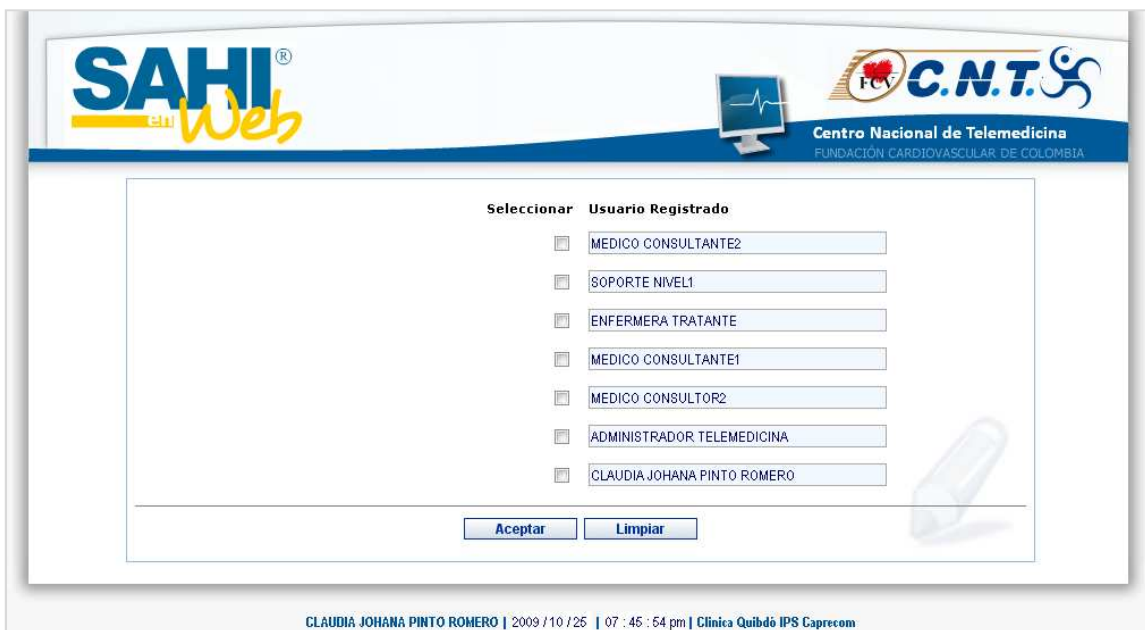 SAHI®
en Web
FCV C.N.T.
Centro Nacional de Telemedicina
FUNDACIÓN CARDIOVASCULAR DE COLOMBIA
Seleccionar Usuario Registrado
MEDICO CONSULTANTE2
SOPORTE NIVEL1
ENFERMERA TRATANTE
MEDICO CONSULTANTE1
MEDICO CONSULTOR2
ADMINISTRADOR TELEMEDICINA
CLAUDIA JOHANA PINTO ROMERO
Aceptar Limpiar
CLAUDIA JOHANA PINTO ROMERO | 2009 / 10 / 25 | 07 : 45 : 54 pm | Clinica Quibdò IPS Caprecom